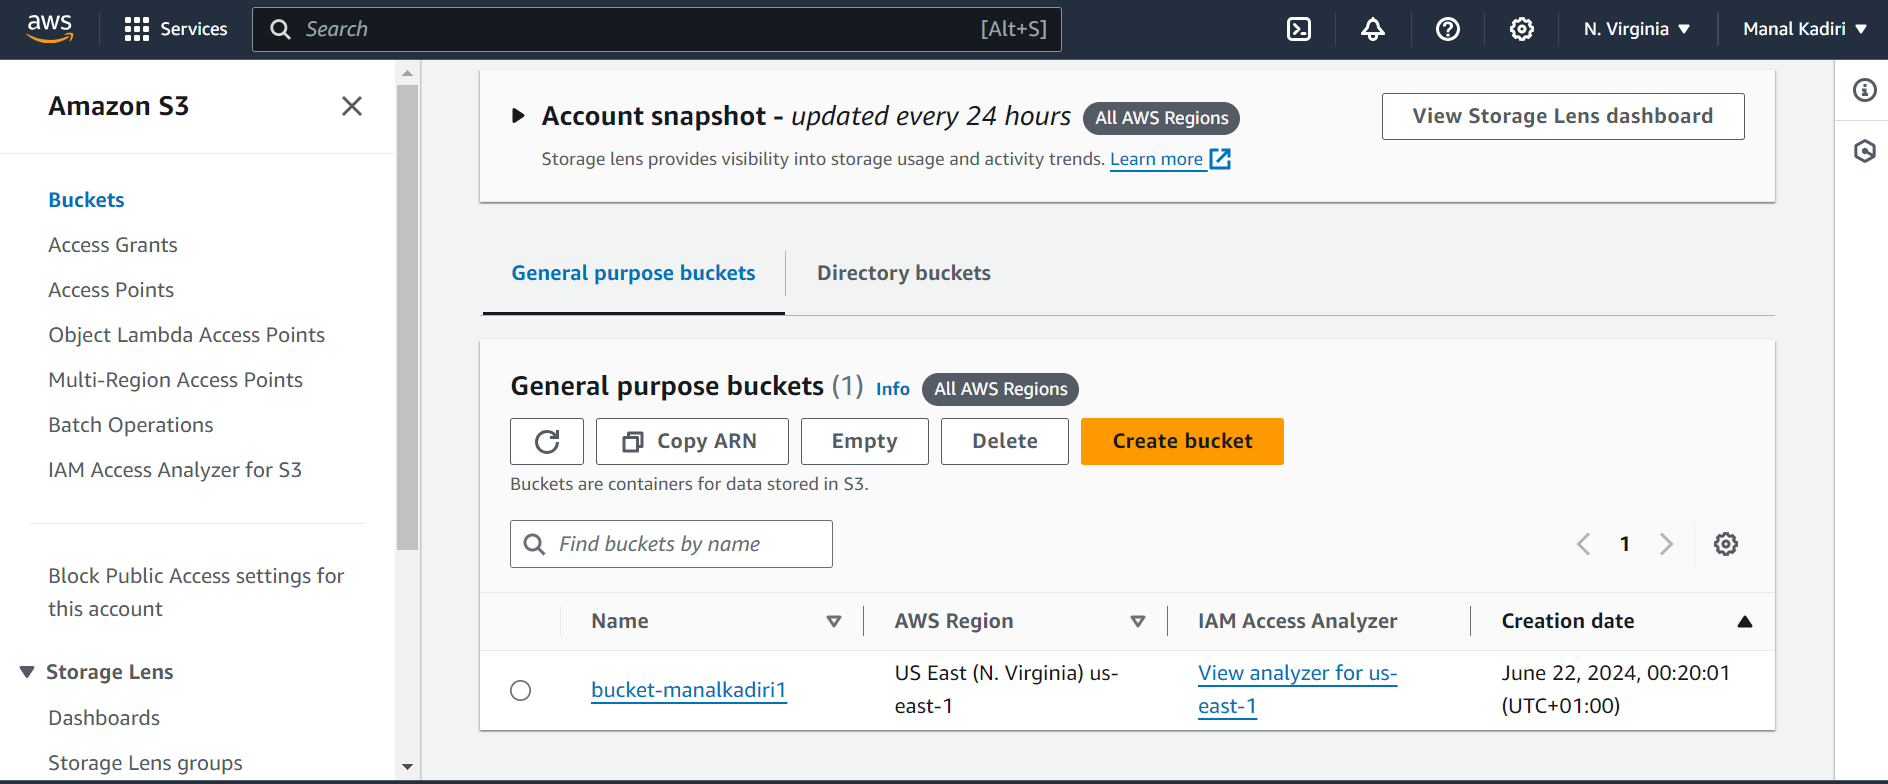 aws
Services
Search [Alt+S]
N. Virginia
Manal Kadiri
Amazon S3
Buckets
Access Grants
Access Points
Object Lambda Access Points
Multi-Region Access Points
Batch Operations
IAM Access Analyzer for S3
Block Public Access settings for
this account
Storage Lens
Dashboards
Storage Lens groups
Account snapshot - updated every 24 hours All AWS Regions
View Storage Lens dashboard
Storage lens provides visibility into storage usage and activity trends. Learn more
General purpose buckets
Directory buckets
General purpose buckets (1) Info All AWS Regions
Copy ARN
Empty
Delete
Create bucket
Buckets are containers for data stored in S3.
Find buckets by name
1
Name
AWS Region
IAM Access Analyzer
Creation date
bucket-manalkadiri1
US East (N. Virginia) us-
east-1
View analyzer for us-
east-1
June 22, 2024, 00:20:01
(UTC+01:00)